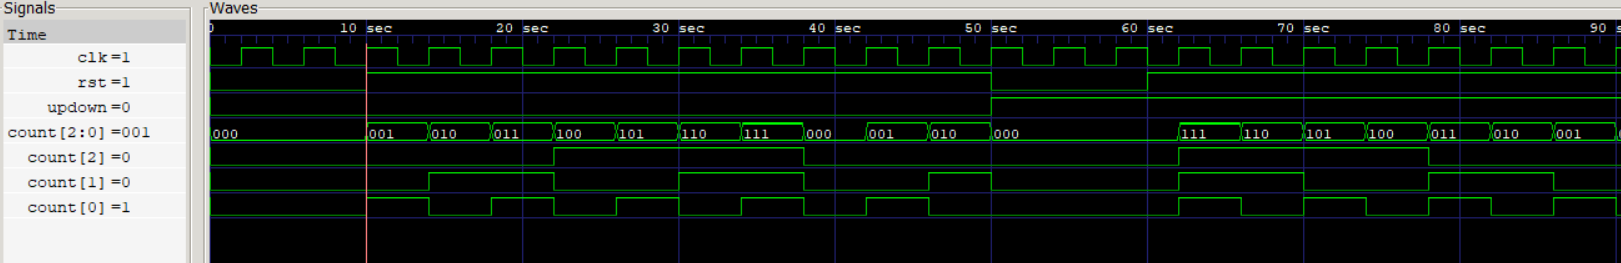 Signals
Waves
Time
0 10 sec 20 sec 30 sec 40 sec 50 sec 60 sec 70 sec 80 sec 90 s
clk=1
rst=1
updown=0
count[2:0]=001
000 001 010 011 100 101 110 111 000 001 010 000 111 110 101 100 011 010 001
count[2]=0
count[1]=0
count[0]=1